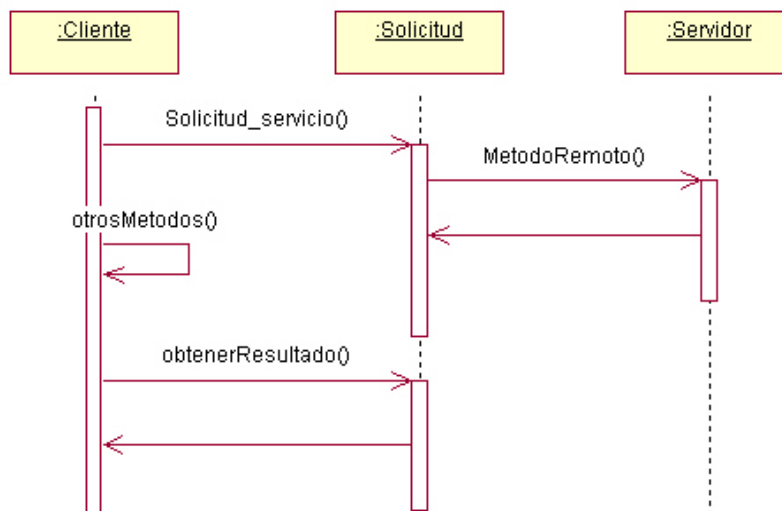 :Cliente
:Solicitud
:Servidor
Solicitud_servicio()
MetodoRemoto()
otrosMetodos()
obtenerResultado()